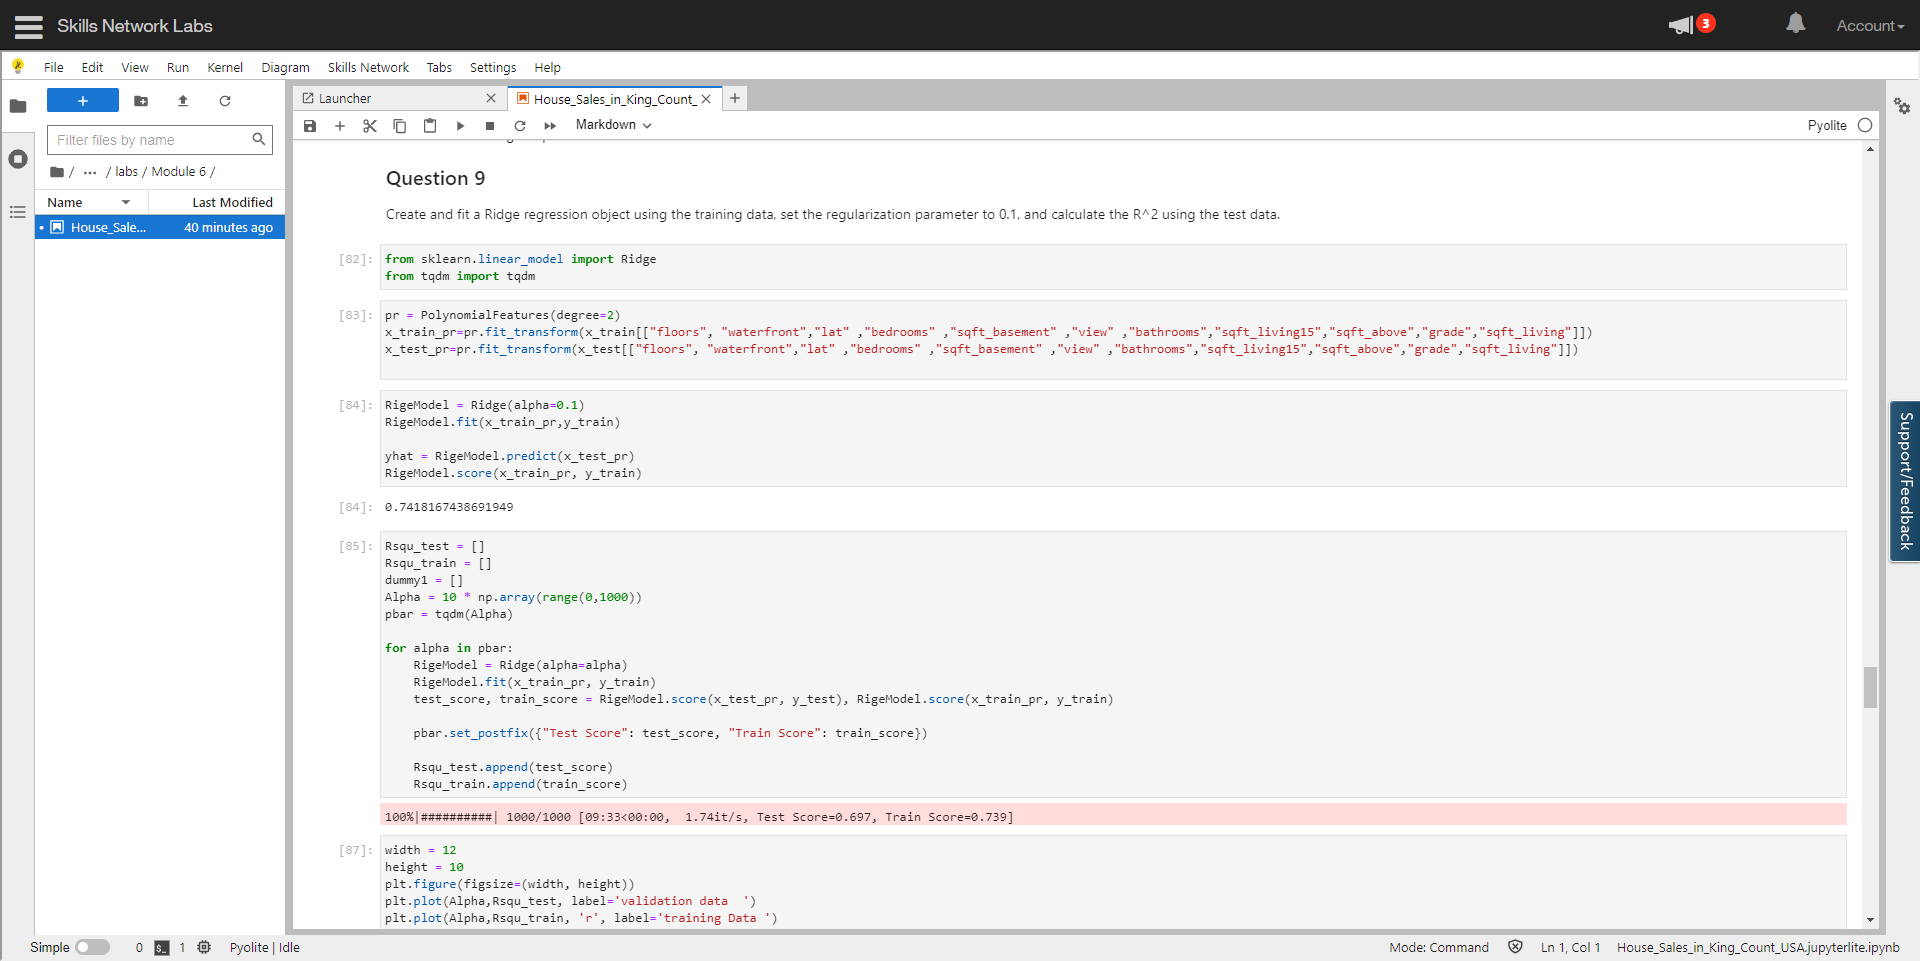 Skills Network Labs
3
Account
File Edit View Run Kernel Diagram Skills Network Tabs Settings Help
+
Filter files by name
/ ... / labs / Module 6 /
Name Last Modified
House_Sale... 40 minutes ago
Launcher
House_Sales_in_King_Count_
Markdown
Pyolite
Question 9
Create and fit a Ridge regression object using the training data, set the regularization parameter to 0.1, and calculate the R^2 using the test data.
[82]: from sklearn.linear_model import Ridge
from tqdm import tqdm
[83]: pr = PolynomialFeatures(degree=2)
x_train_pr=pr.fit_transform(x_train[["floors", "waterfront","lat" ,"bedrooms" ,"sqft_basement" ,"view" ,"bathrooms","sqft_living15","sqft_above","grade","sqft_living"]])
x_test_pr=pr.fit_transform(x_test[["floors", "waterfront","lat" ,"bedrooms" ,"sqft_basement" ,"view" ,"bathrooms","sqft_living15","sqft_above","grade","sqft_living"]])
[84]: RigeModel = Ridge(alpha=0.1)
RigeModel.fit(x_train_pr,y_train)
yhat = RigeModel.predict(x_test_pr)
RigeModel.score(x_train_pr, y_train)
[84]: 0.7418167438691949
[85]: Rsqu_test = []
Rsqu_train = []
dummy1 = []
Alpha = 10 * np.array(range(0,1000))
pbar = tqdm(Alpha)
for alpha in pbar:
    RigeModel = Ridge(alpha=alpha)
    RigeModel.fit(x_train_pr, y_train)
    test_score, train_score = RigeModel.score(x_test_pr, y_test), RigeModel.score(x_train_pr, y_train)
    pbar.set_postfix({"Test Score": test_score, "Train Score": train_score})
    Rsqu_test.append(test_score)
    Rsqu_train.append(train_score)
100%|##########| 1000/1000 [09:33<00:00,  1.74it/s, Test Score=0.697, Train Score=0.739]
[87]: width = 12
height = 10
plt.figure(figsize=(width, height))
plt.plot(Alpha,Rsqu_test, label='validation data  ')
plt.plot(Alpha,Rsqu_train, 'r', label='training Data ')
Support/Feedback
Simple 0 $_ 1 Pyolite | Idle
Mode: Command Ln 1, Col 1 House_Sales_in_King_Count_USA.jupyterlite.ipynb